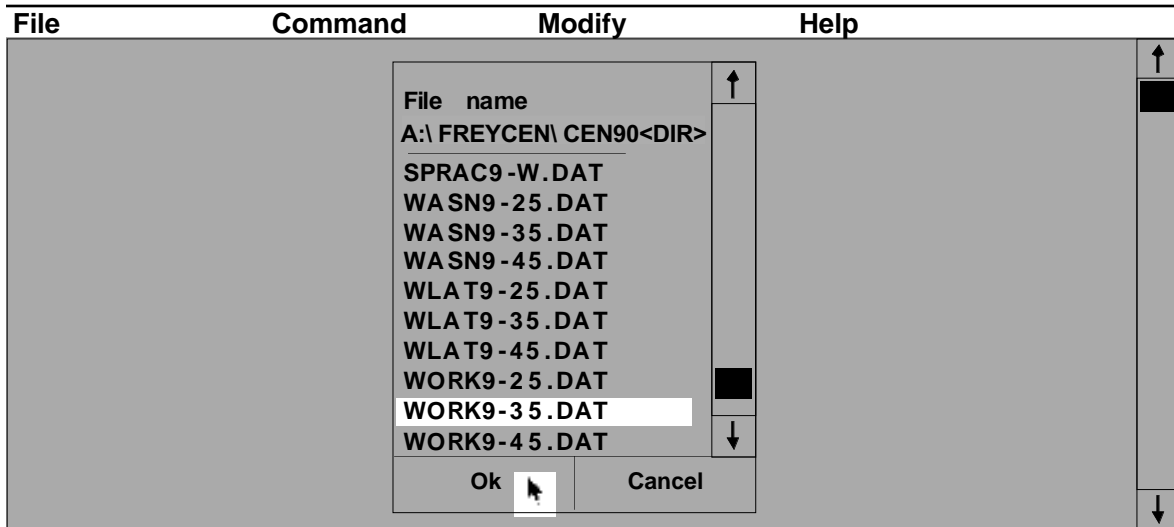 File Command Modify Help
File name
A:\ FREYCEN\ CEN90<DIR>
SPRAC9-W.DAT
WASN9-25.DAT
WASN9-35.DAT
WASN9-45.DAT
WLAT9-25.DAT
WLAT9-35.DAT
WLAT9-45.DAT
WORK9-25.DAT
WORK9-35.DAT
WORK9-45.DAT
Ok Cancel